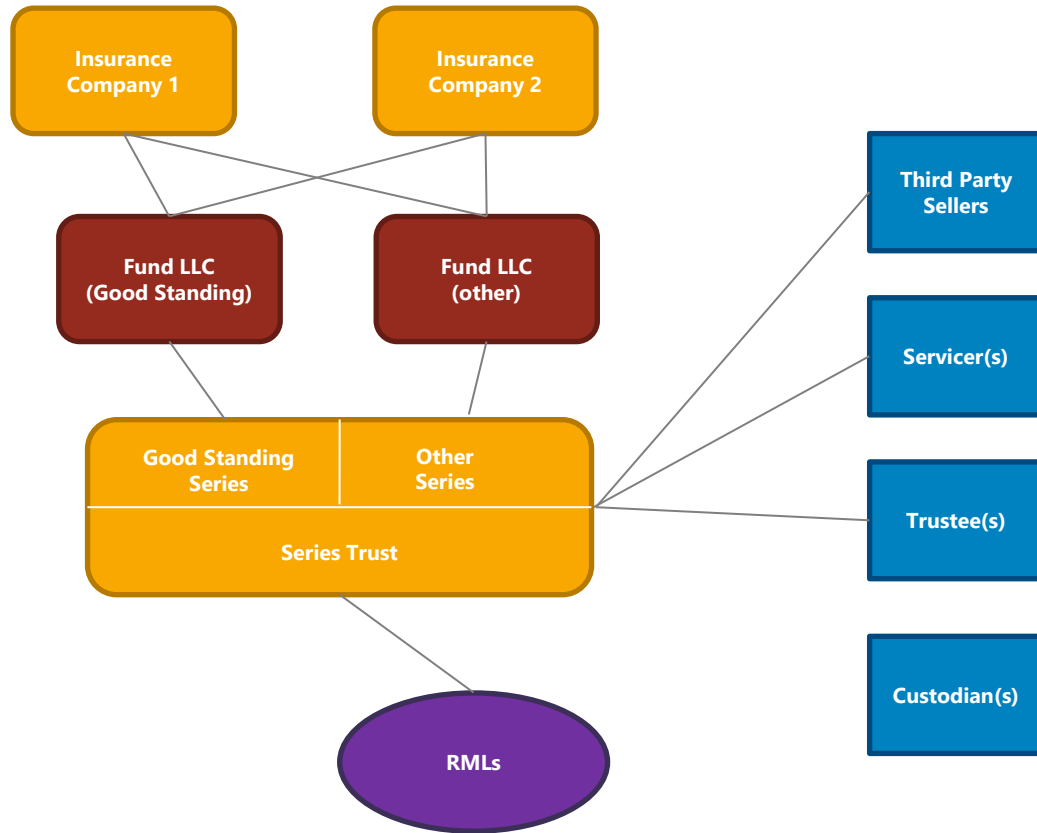 Insurance
Company 1
Insurance
Company 2
Third Party
Sellers
Fund LLC
(Good Standing)
Fund LLC
(other)
Servicer(s)
Good Standing
Series
Other
Series
Trustee(s)
Series Trust
Custodian(s)
RMLs